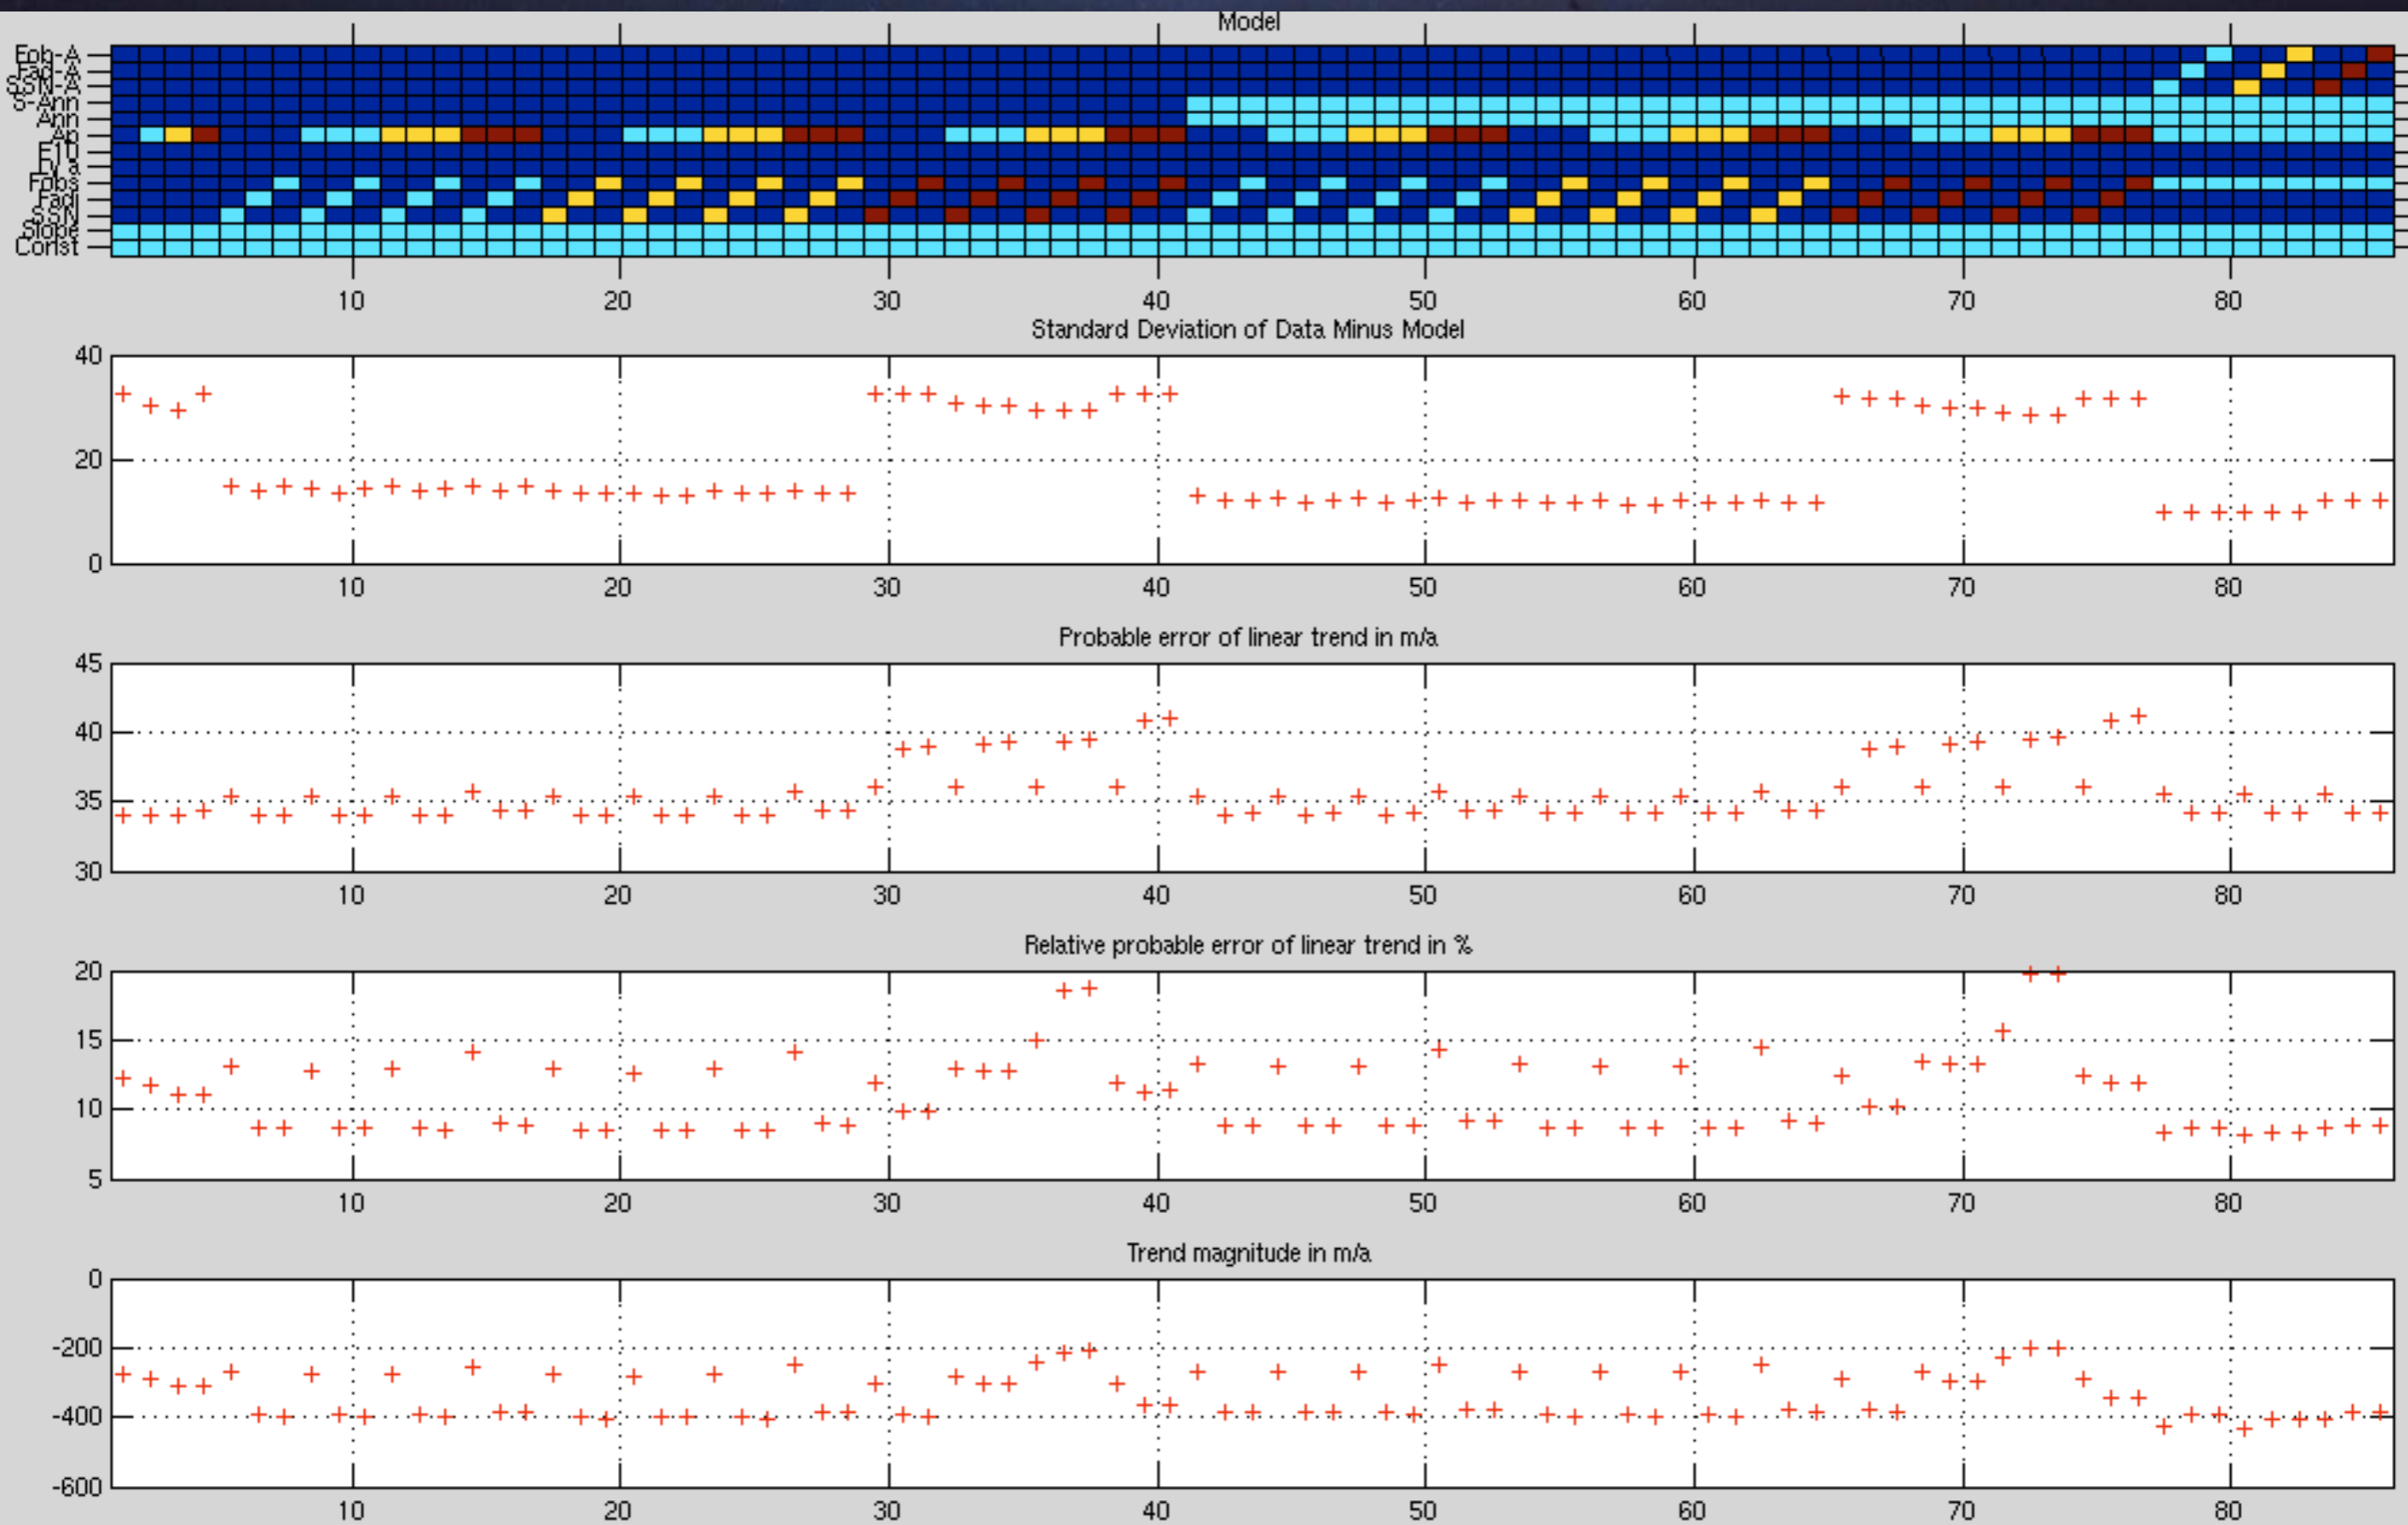 Model
Eob-A
Fad-A
SSN-A
S-Ann
Ann
Ap
Fobs
Fadj
SSN
Slope
Const
10 20 30 40 50 60 70 80
Standard Deviation of Data Minus Model
40
20
0
10 20 30 40 50 60 70 80
Probable error of linear trend in m/a
45
40
35
30
10 20 30 40 50 60 70 80
Relative probable error of linear trend in %
20
15
10
5
10 20 30 40 50 60 70 80
Trend magnitude in m/a
0
-200
-400
-600
10 20 30 40 50 60 70 80